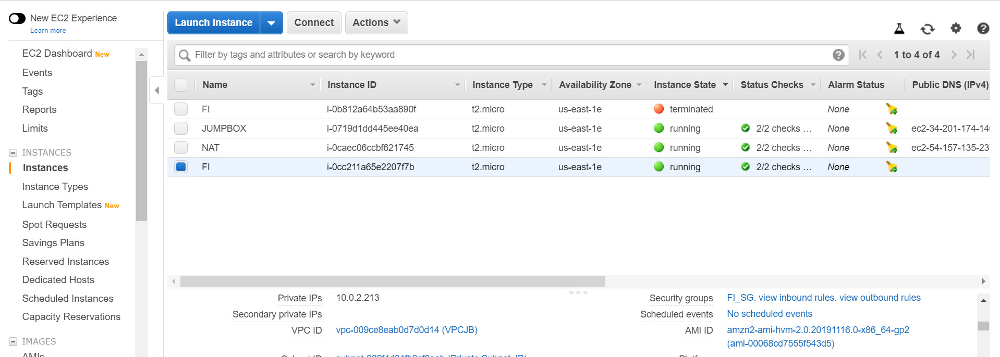 New EC2 Experience
Learn more
EC2 Dashboard New
Events
Tags
Reports
Limits
INSTANCES
Instances
Instance Types
Launch Templates New
Spot Requests
Savings Plans
Reserved Instances
Dedicated Hosts
Scheduled Instances
Capacity Reservations
IMAGES
AMIs
Launch Instance Connect Actions
Filter by tags and attributes or search by keyword 1 to 4 of 4
Name Instance ID Instance Type Availability Zone Instance State Status Checks Alarm Status Public DNS (IPv4)
FI i-0b812a64b53aa890f t2.micro us-east-1e terminated None
JUMPBOX i-0719d1dd445ee40ea t2.micro us-east-1e running 2/2 checks … None ec2-34-201-174-14
NAT i-0caec06ccbf621745 t2.micro us-east-1e running 2/2 checks … None ec2-54-157-135-23
FI i-0cc211a65e2207f7b t2.micro us-east-1e running 2/2 checks … None
Private IPs 10.0.2.213
Secondary private IPs
VPC ID vpc-009ce8eab0d7d0d14 (VPCJB)
Security groups FI_SG. view inbound rules. view outbound rules
Scheduled events No scheduled events
AMI ID amzn2-ami-hvm-2.0.20191116.0-x86_64-gp2
(ami-00068cd7555f543d5)